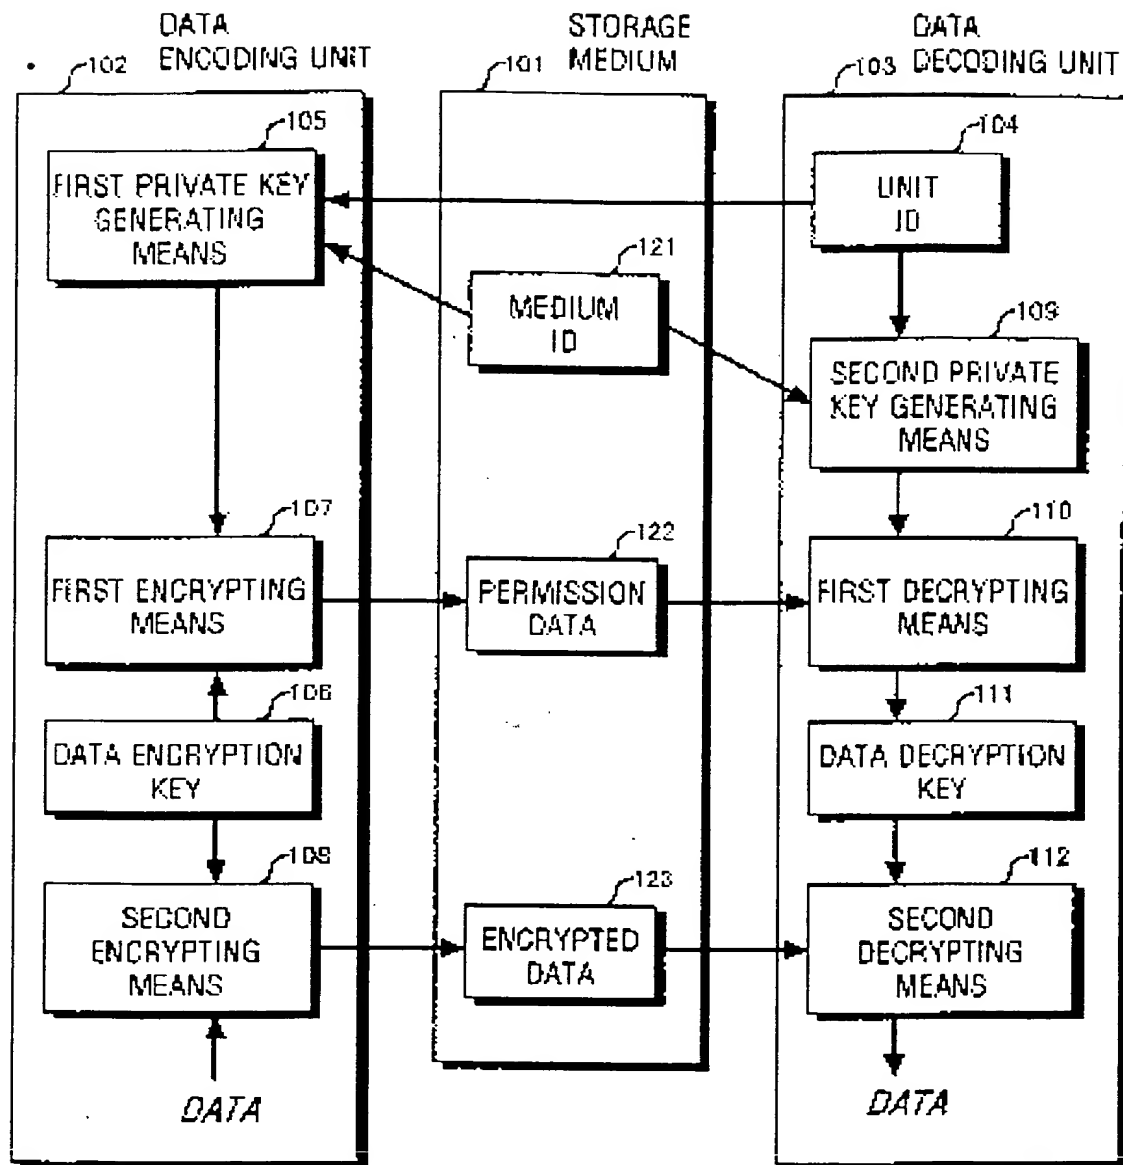 DATA
ENCODING UNIT
102
STORAGE
MEDIUM
101
DATA
DECODING UNIT
103
105
FIRST PRIVATE KEY
GENERATING
MEANS
104
UNIT
ID
121
MEDIUM
ID
109
SECOND PRIVATE
KEY GENERATING
MEANS
107
FIRST ENCRYPTING
MEANS
122
PERMISSION
DATA
110
FIRST DECRYPTING
MEANS
106
DATA ENCRYPTION
KEY
111
DATA DECRYPTION
KEY
108
SECOND
ENCRYPTING
MEANS
123
ENCRYPTED
DATA
112
SECOND
DECRYPTING
MEANS
DATA
DATA